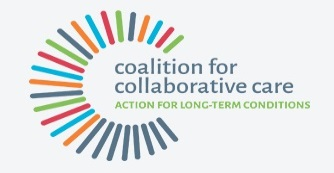 coalition for
collaborative care
ACTION FOR LONG-TERM CONDITIONS